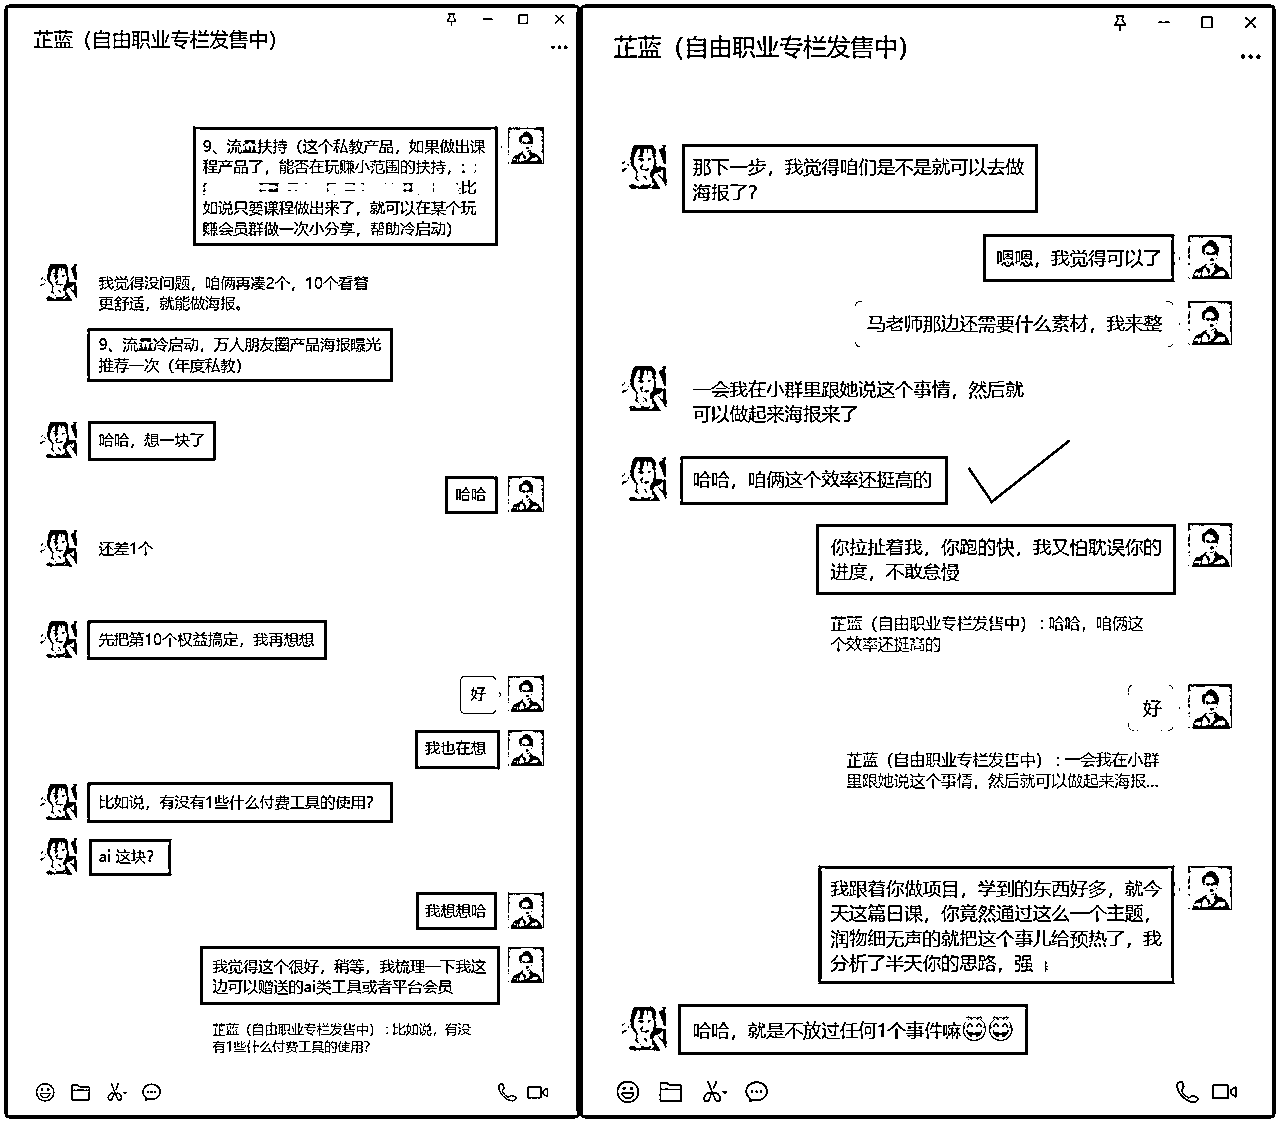 芷蓝（自由职业专栏发售中）
9、流量扶持（这个私教产品，如果做出课
程产品了，能否在玩赚小范围的扶持，
比
如说只要课程做出来了，就可以在某个玩
赚会员群做一次小分享，帮助冷启动）
我觉得没问题，咱俩再凑2个，10个看着
更舒适，就能做海报。
9、流量冷启动，万人朋友圈产品海报曝光
推荐一次（年度私教）
哈哈，想一块了
哈哈
还差1个
先把第10个权益搞定，我再想想
好
我也在想
比如说，有没有1些什么付费工具的使用？
ai 这块？
我想想哈
我觉得这个很好，稍等，我梳理一下我这
边可以赠送的ai类工具或者平台会员
芷蓝（自由职业专栏发售中）：比如说，有没
有1些什么付费工具的使用？
芷蓝（自由职业专栏发售中）
那下一步，我觉得咱们是不是就可以去做
海报了？
嗯嗯，我觉得可以了
马老师那边还需要什么素材，我来整
一会我在小群里跟她说这个事情，然后就
可以做起来海报来了
哈哈，咱俩这个效率还挺高的
你拉扯着我，你跑的快，我又怕耽误你的
进度，不敢怠慢
芷蓝（自由职业专栏发售中）：哈哈，咱俩这
个效率还挺高的
好
芷蓝（自由职业专栏发售中）：一会我在小群
里跟她说这个事情，然后就可以做起来海报...
我跟着你做项目，学到的东西好多，就今
天这篇日课，你竟然通过这么一个主题，
润物细无声的就把这个事儿给预热了，我
分析了半天你的思路，强
哈哈，就是不放过任何1个事件嘛